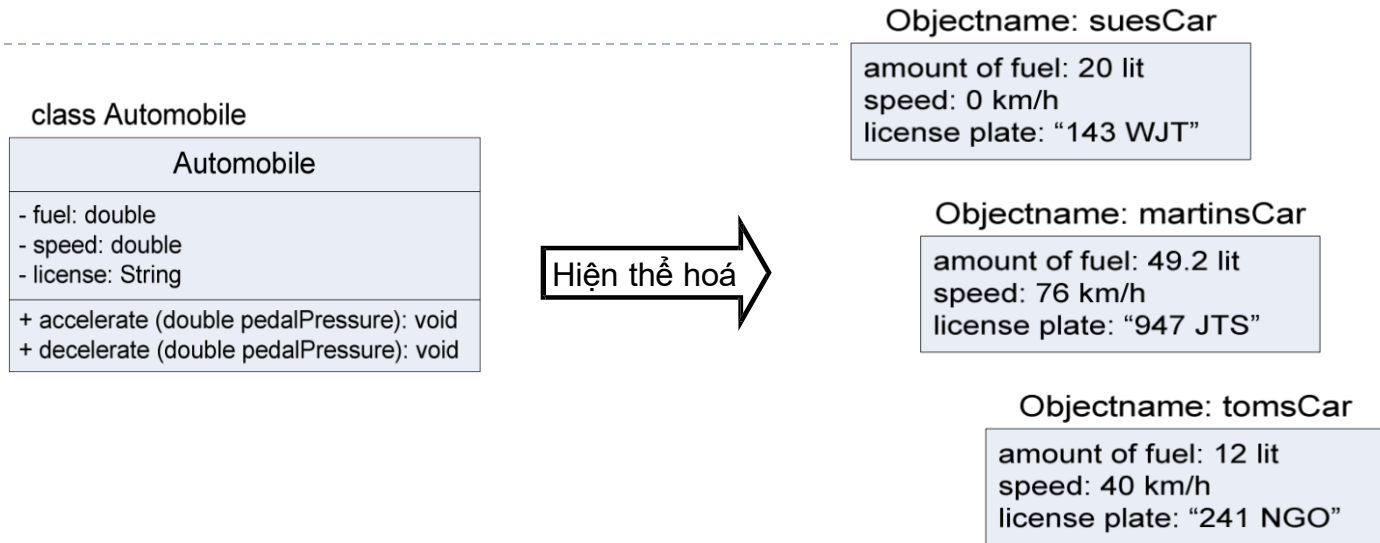 class Automobile
Automobile
- fuel: double
- speed: double
- license: String
+ accelerate (double pedalPressure): void
+ decelerate (double pedalPressure): void
Hiện thể hoá
Objectname: suesCar
amount of fuel: 20 lit
speed: 0 km/h
license plate: “143 WJT”
Objectname: martinsCar
amount of fuel: 49.2 lit
speed: 76 km/h
license plate: “947 JTS”
Objectname: tomsCar
amount of fuel: 12 lit
speed: 40 km/h
license plate: “241 NGO”